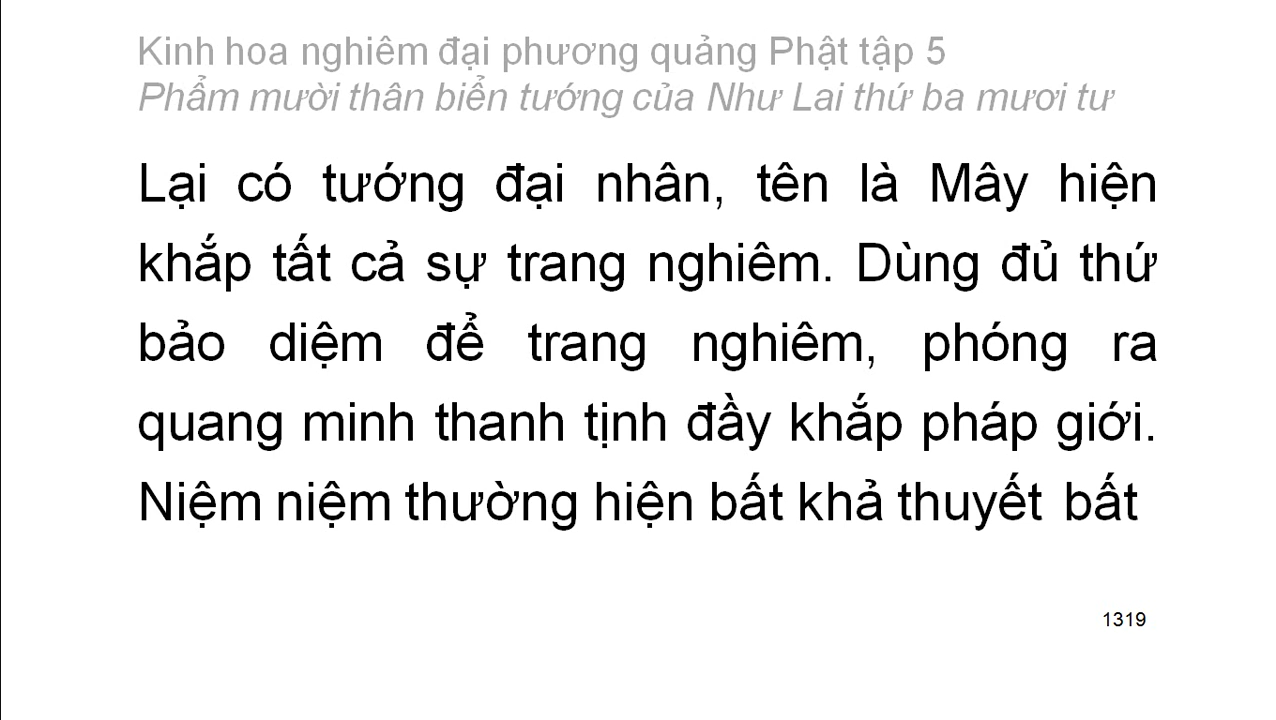 Kinh hoa nghiêm đại phương quảng Phật tập 5
Phẩm mười thân biển tướng của Như Lai thứ ba mươi tư
Lại có tướng đại nhân, tên là Mây hiện
khắp tất cả sự trang nghiêm. Dùng đủ thứ
bảo diệm để trang nghiêm, phóng ra
quang minh thanh tịnh đầy khắp pháp giới.
Niệm niệm thường hiện bất khả thuyết bất
1319